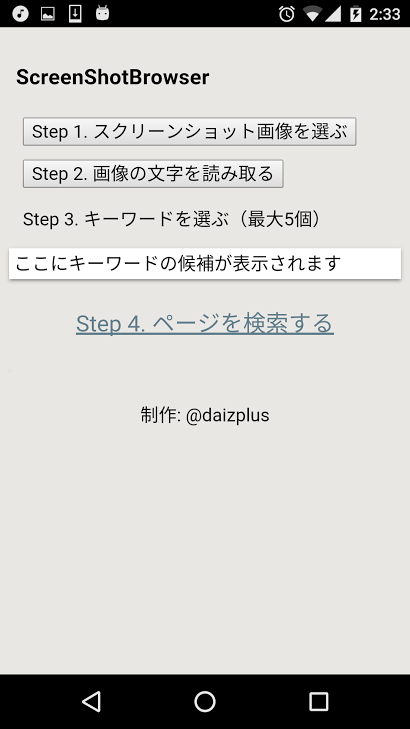 2:33
ScreenShotBrowser
Step 1. スクリーンショット画像を選ぶ
Step 2. 画像の文字を読み取る
Step 3. キーワードを選ぶ（最大5個）
ここにキーワードの候補が表示されます
Step 4. ページを検索する
制作: @daizplus